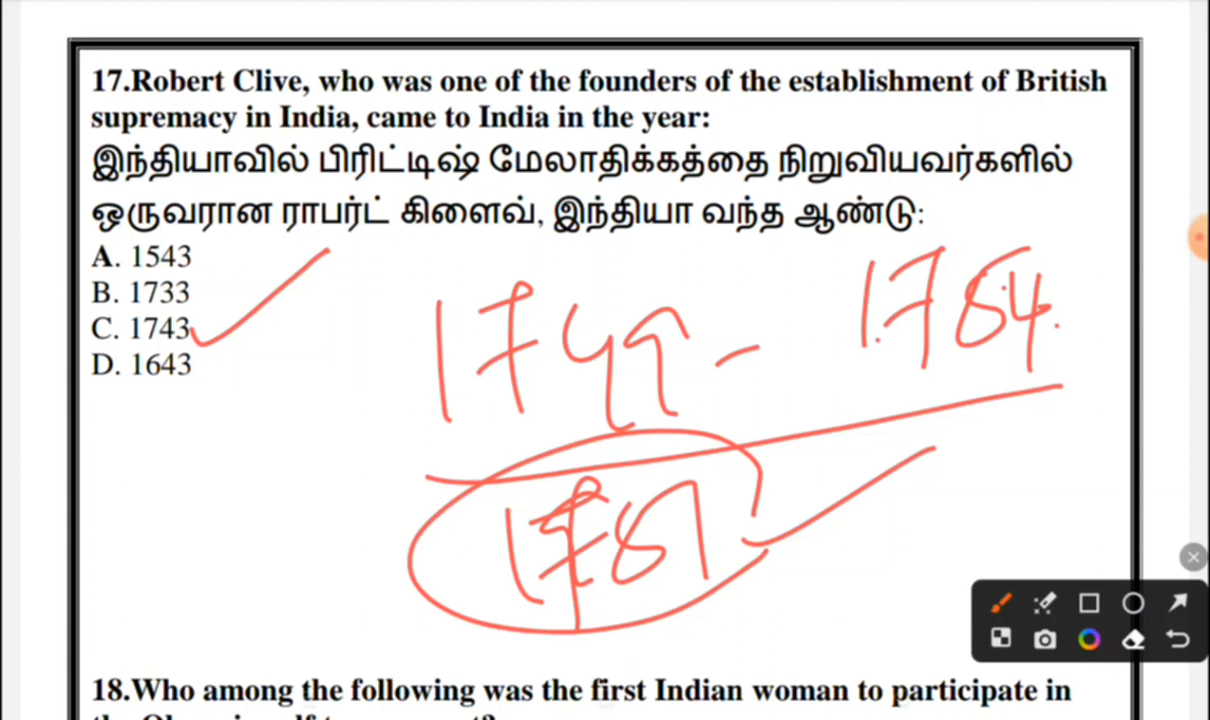 17.Robert Clive, who was one of the founders of the establishment of British
supremacy in India, came to India in the year:
இந்தியாவில் பிரிட்டிஷ் மேலாதிக்கத்தை நிறுவியவர்களில்
ஒருவரான ராபர்ட் கிளைவ், இந்தியா வந்த ஆண்டு:
A. 1543
B. 1733
C. 1743
D. 1643
1784.
18.Who among the following was the first Indian woman to participate in